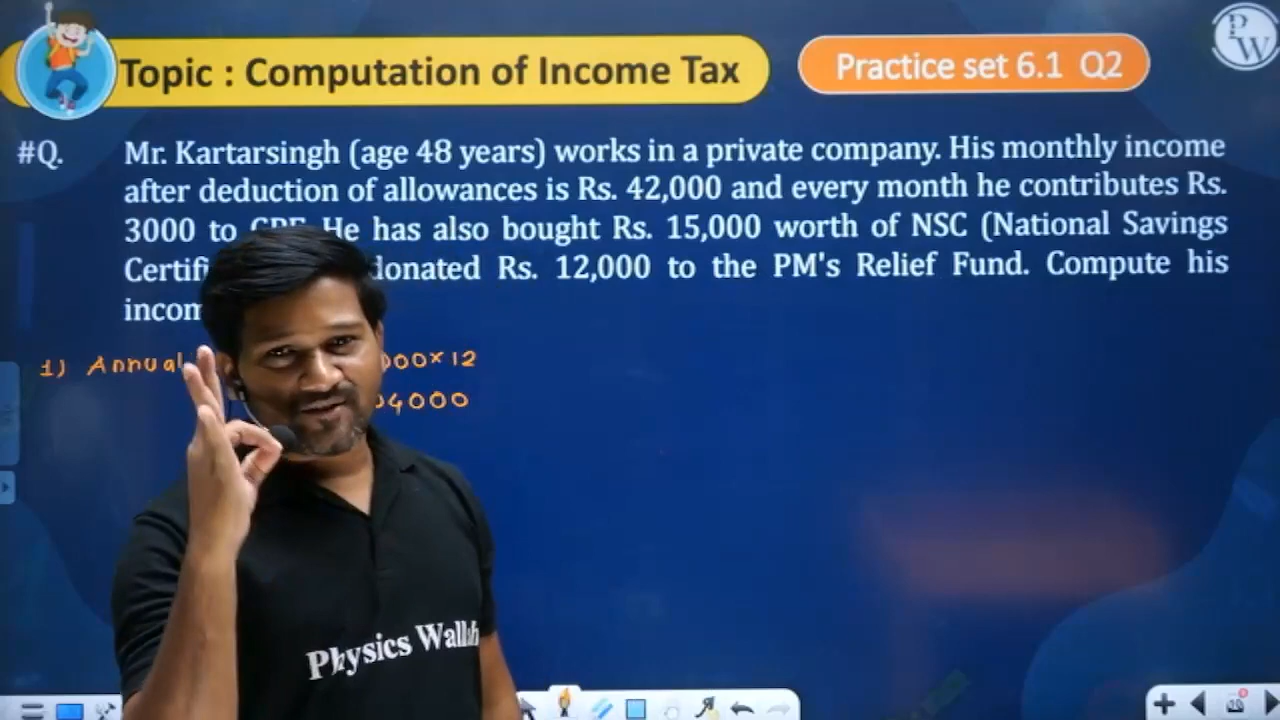 Topic : Computation of Income Tax
Practice set 6.1 Q2
PW
#Q. Mr. Kartarsingh (age 48 years) works in a private company. His monthly income
after deduction of allowances is Rs. 42,000 and every month he contributes Rs.
3000 to GPF. He has also bought Rs. 15,000 worth of NSC (National Savings
donated Rs. 12,000 to the PM's Relief Fund. Compute his
1) Annual 000×12
4000
Physics Wallah